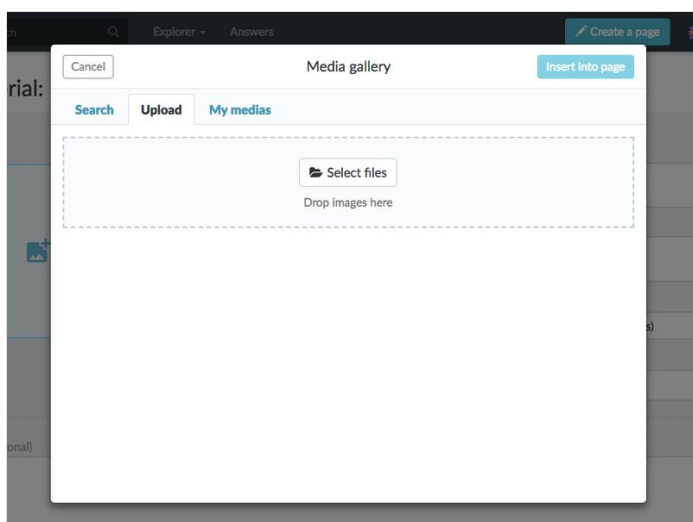 ch
Explorer
Answers
Create a page
rial:
Cancel
Media gallery
Insert into page
Search
Upload
My medias
Select files
Drop images here
s)
onal)